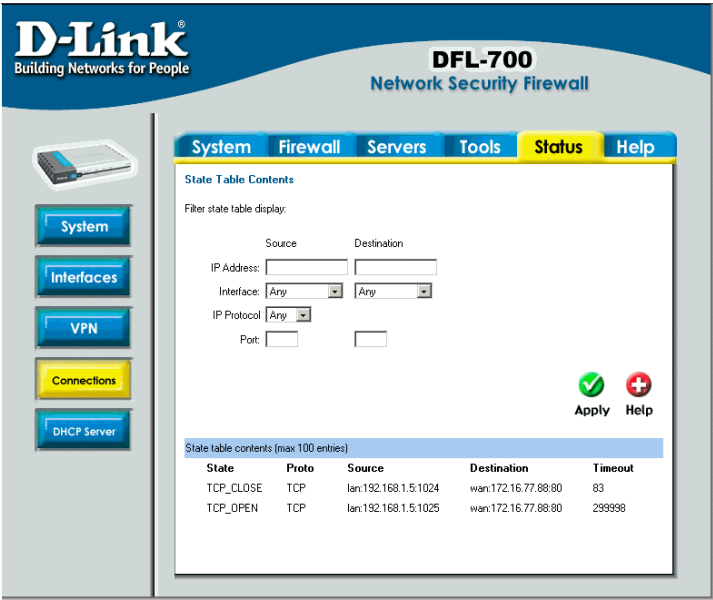 D-Link®
Building Networks for People
DFL-700
Network Security Firewall
System Firewall Servers Tools Status Help
System
Interfaces
VPN
Connections
DHCP Server
State Table Contents
Filter state table display:
Source Destination
IP Address:
Interface: Any Any
IP Protocol Any
Port:
Apply Help
State table contents (max 100 entries)
State Proto Source Destination Timeout
TCP_CLOSE TCP lan:192.168.1.5:1024 wan:172.16.77.88:80 83
TCP_OPEN TCP lan:192.168.1.5:1025 wan:172.16.77.88:80 299998